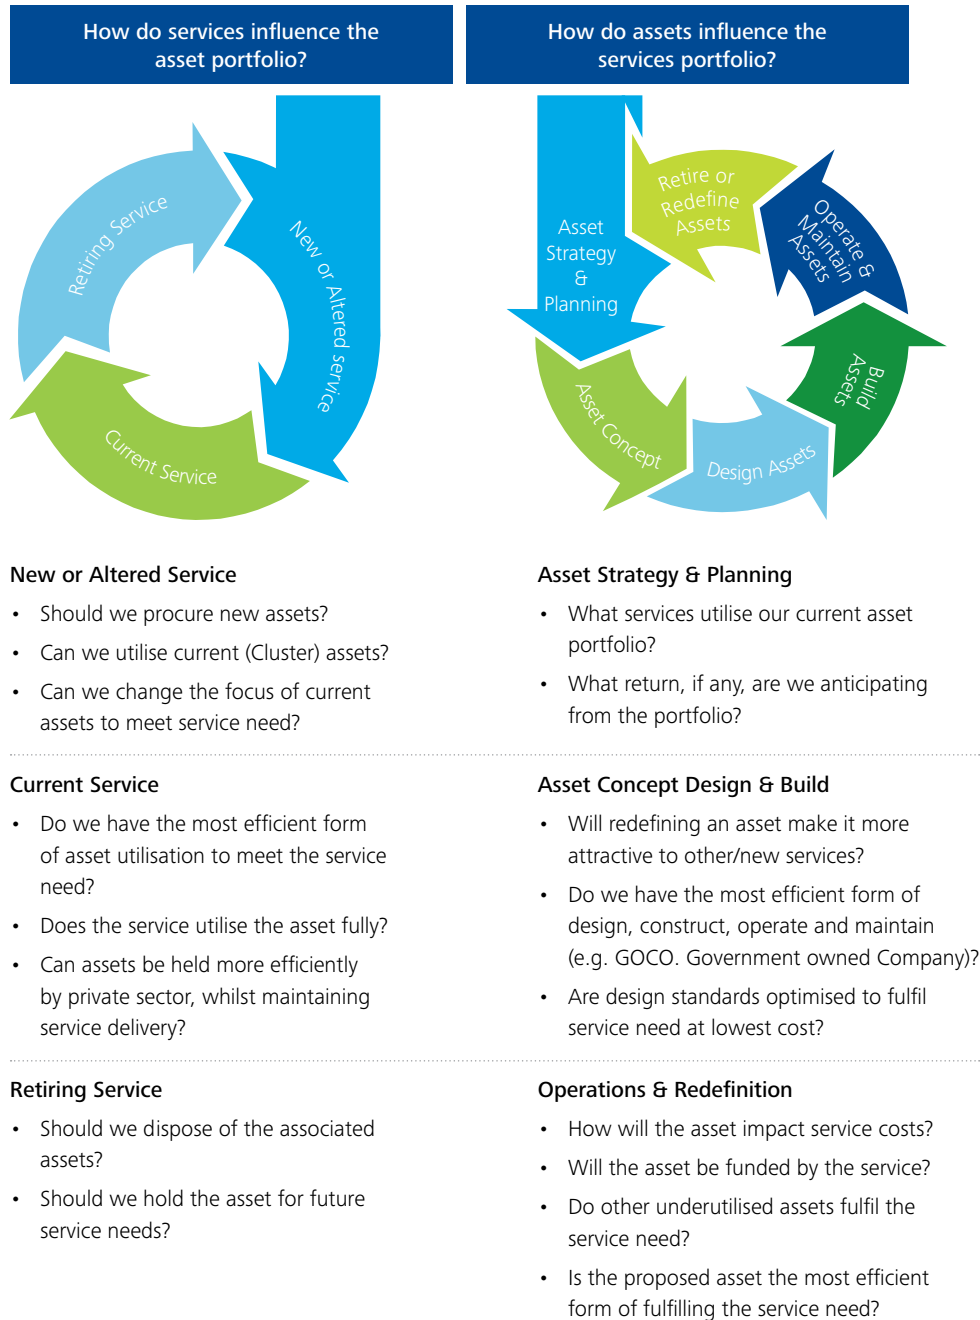 How do services influence the
asset portfolio?
How do assets influence the
services portfolio?
Retiring Service
New or Altered service
Current Service
Asset
Strategy
&
Planning
Retire or
Redefine
Assets
Operate &
Maintain
Assets
Build
Assets
Design Assets
Asset Concept
New or Altered Service
• Should we procure new assets?
• Can we utilise current (Cluster) assets?
• Can we change the focus of current
assets to meet service need?
Asset Strategy & Planning
• What services utilise our current asset
portfolio?
• What return, if any, are we anticipating
from the portfolio?
Current Service
• Do we have the most efficient form
of asset utilisation to meet the service
need?
• Does the service utilise the asset fully?
• Can assets be held more efficiently
by private sector, whilst maintaining
service delivery?
Asset Concept Design & Build
• Will redefining an asset make it more
attractive to other/new services?
• Do we have the most efficient form of
design, construct, operate and maintain
(e.g. GOCO. Government owned Company)?
• Are design standards optimised to fulfil
service need at lowest cost?
Retiring Service
• Should we dispose of the associated
assets?
• Should we hold the asset for future
service needs?
Operations & Redefinition
• How will the asset impact service costs?
• Will the asset be funded by the service?
• Do other underutilised assets fulfil the
service need?
• Is the proposed asset the most efficient
form of fulfilling the service need?